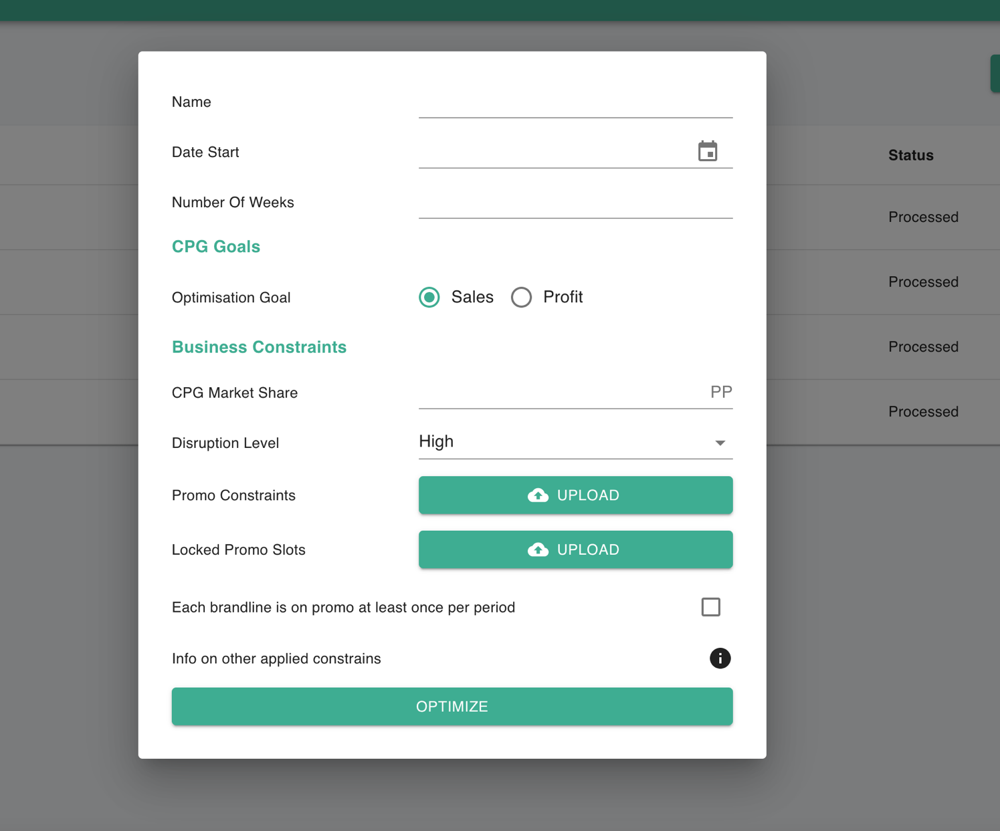 Name
Date Start
Number Of Weeks
CPG Goals
Optimisation Goal Sales Profit
Business Constraints
CPG Market Share PP
Disruption Level High
Promo Constraints UPLOAD
Locked Promo Slots UPLOAD
Each brandline is on promo at least once per period
Info on other applied constrains
OPTIMIZE
Status
Processed
Processed
Processed
Processed